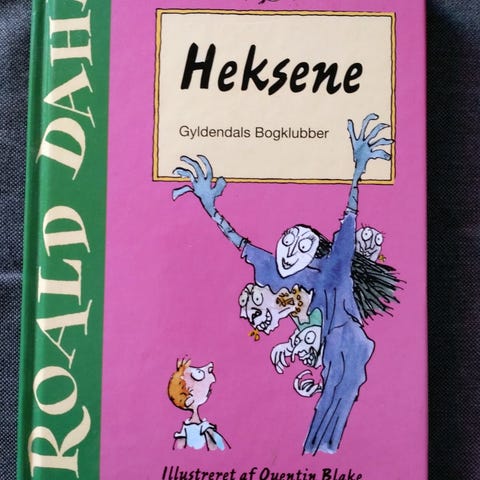 ROALD DAHL
Heksene
Gyldendals Bogklubber
Illustreret af Quentin Blake